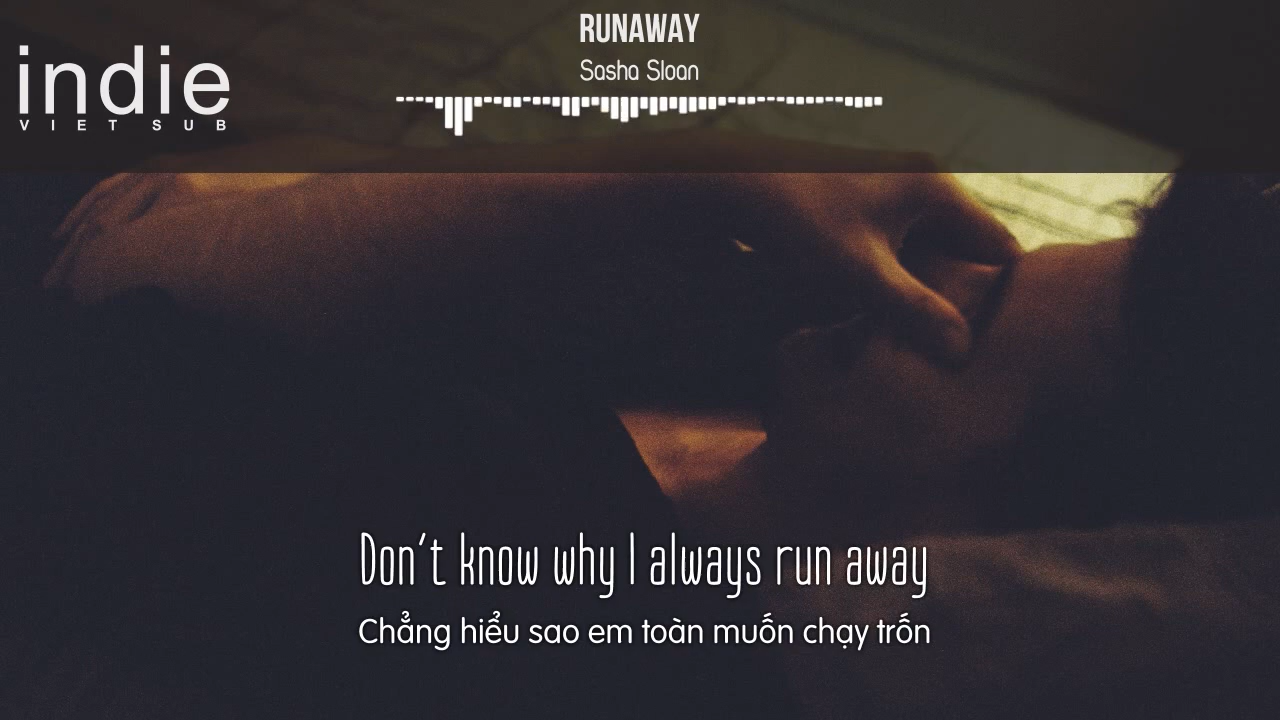 RUNAWAY
Sasha Sloan
indie
VIET SUB
Don't know why I always run away
Chẳng hiểu sao em toàn muốn chạy trốn